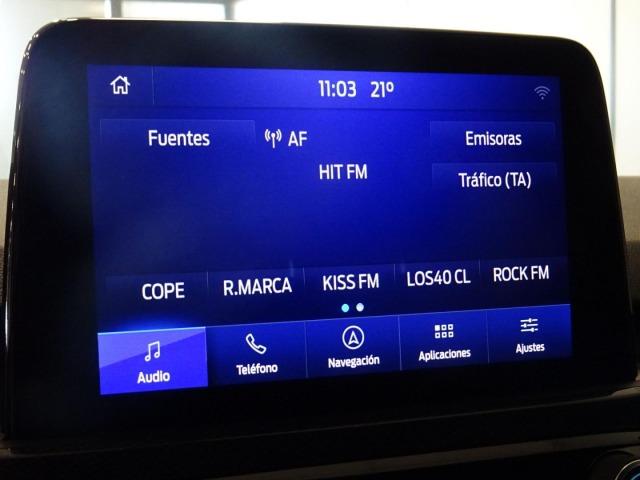 11:03 21º
Fuentes AF Emisoras
HIT FM
Tráfico (TA)
COPE R.MARCA KISS FM LOS40 CL ROCK FM
Audio Teléfono Navegación Aplicaciones Ajustes